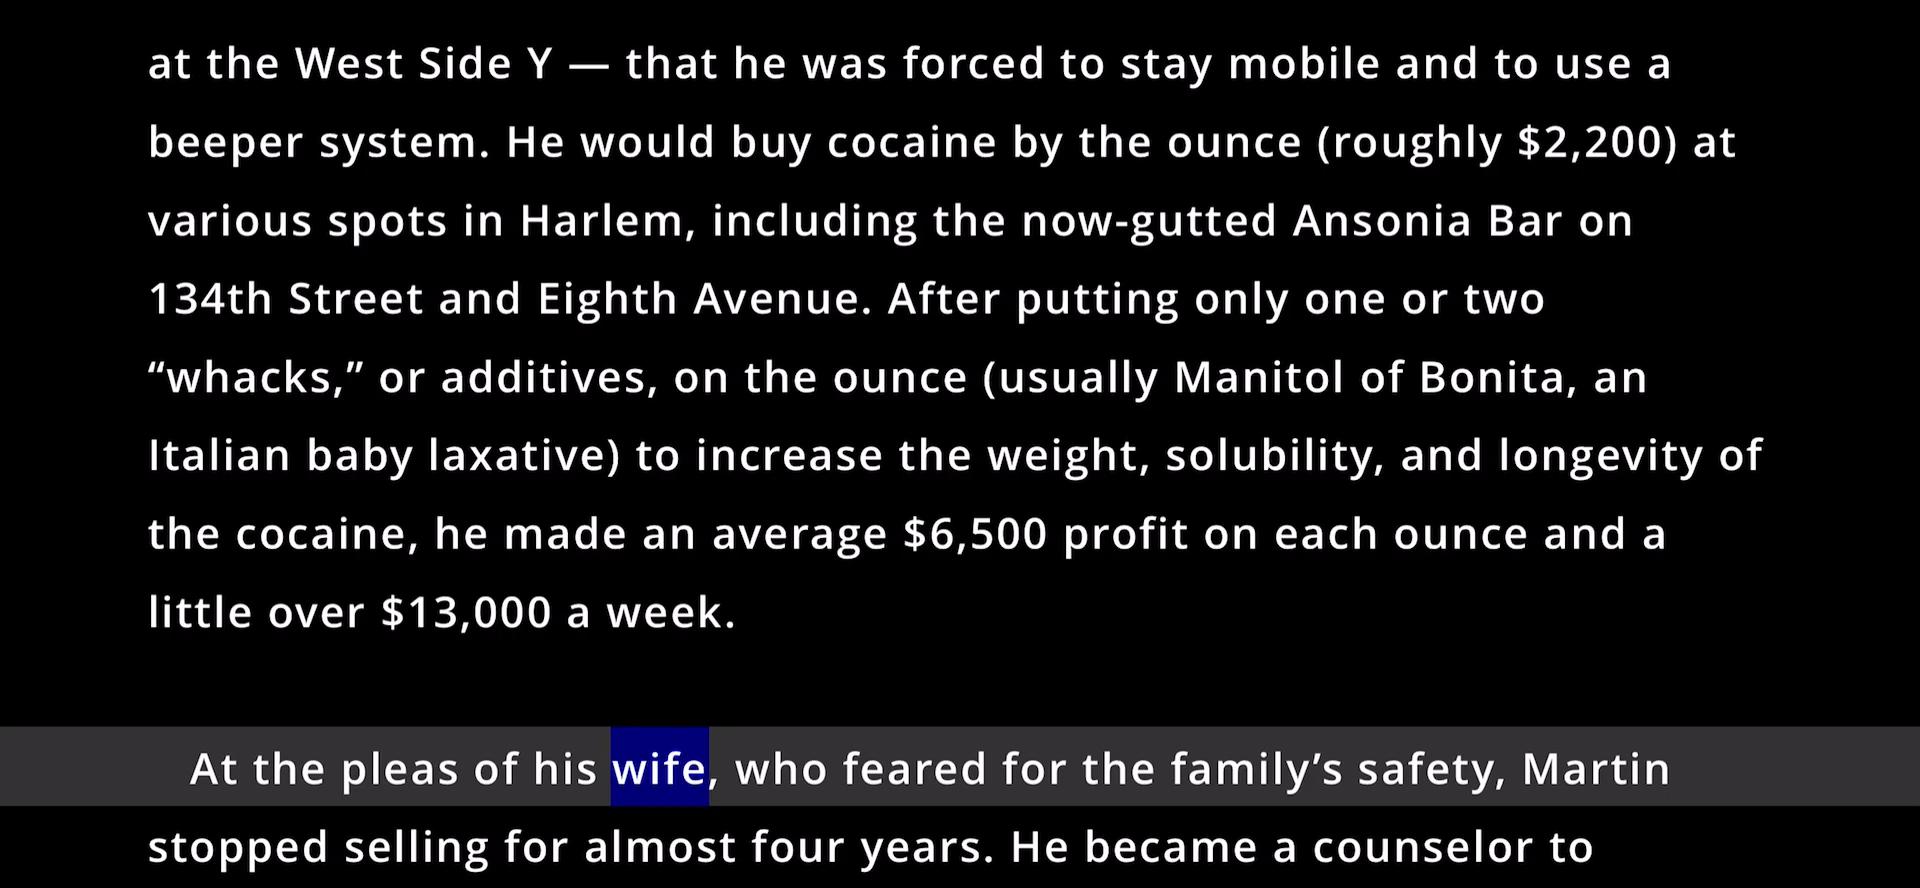 at the West Side Y — that he was forced to stay mobile and to use a
beeper system. He would buy cocaine by the ounce (roughly $2,200) at
various spots in Harlem, including the now-gutted Ansonia Bar on
134th Street and Eighth Avenue. After putting only one or two
“whacks,” or additives, on the ounce (usually Manitol of Bonita, an
Italian baby laxative) to increase the weight, solubility, and longevity of
the cocaine, he made an average $6,500 profit on each ounce and a
little over $13,000 a week.
At the pleas of his wife, who feared for the family’s safety, Martin
stopped selling for almost four years. He became a counselor to